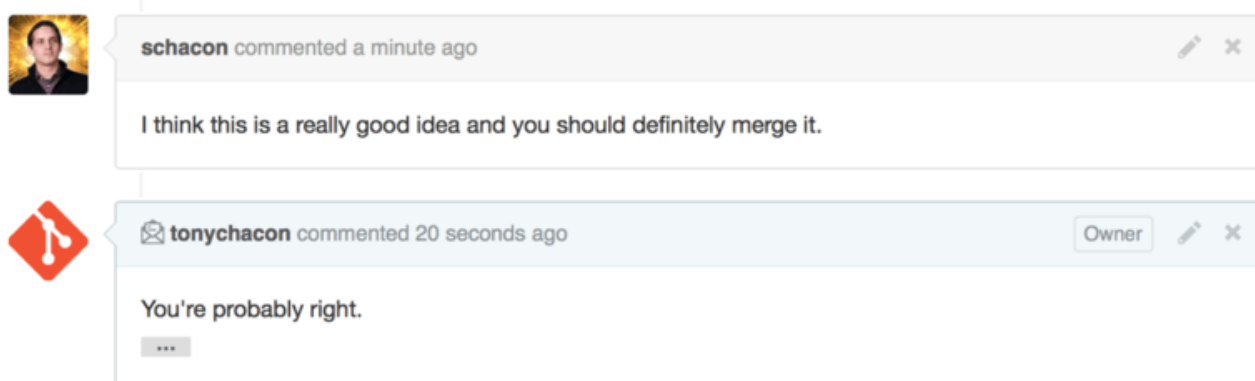 schacon commented a minute ago
I think this is a really good idea and you should definitely merge it.
tonychacon commented 20 seconds ago Owner
You're probably right.
...